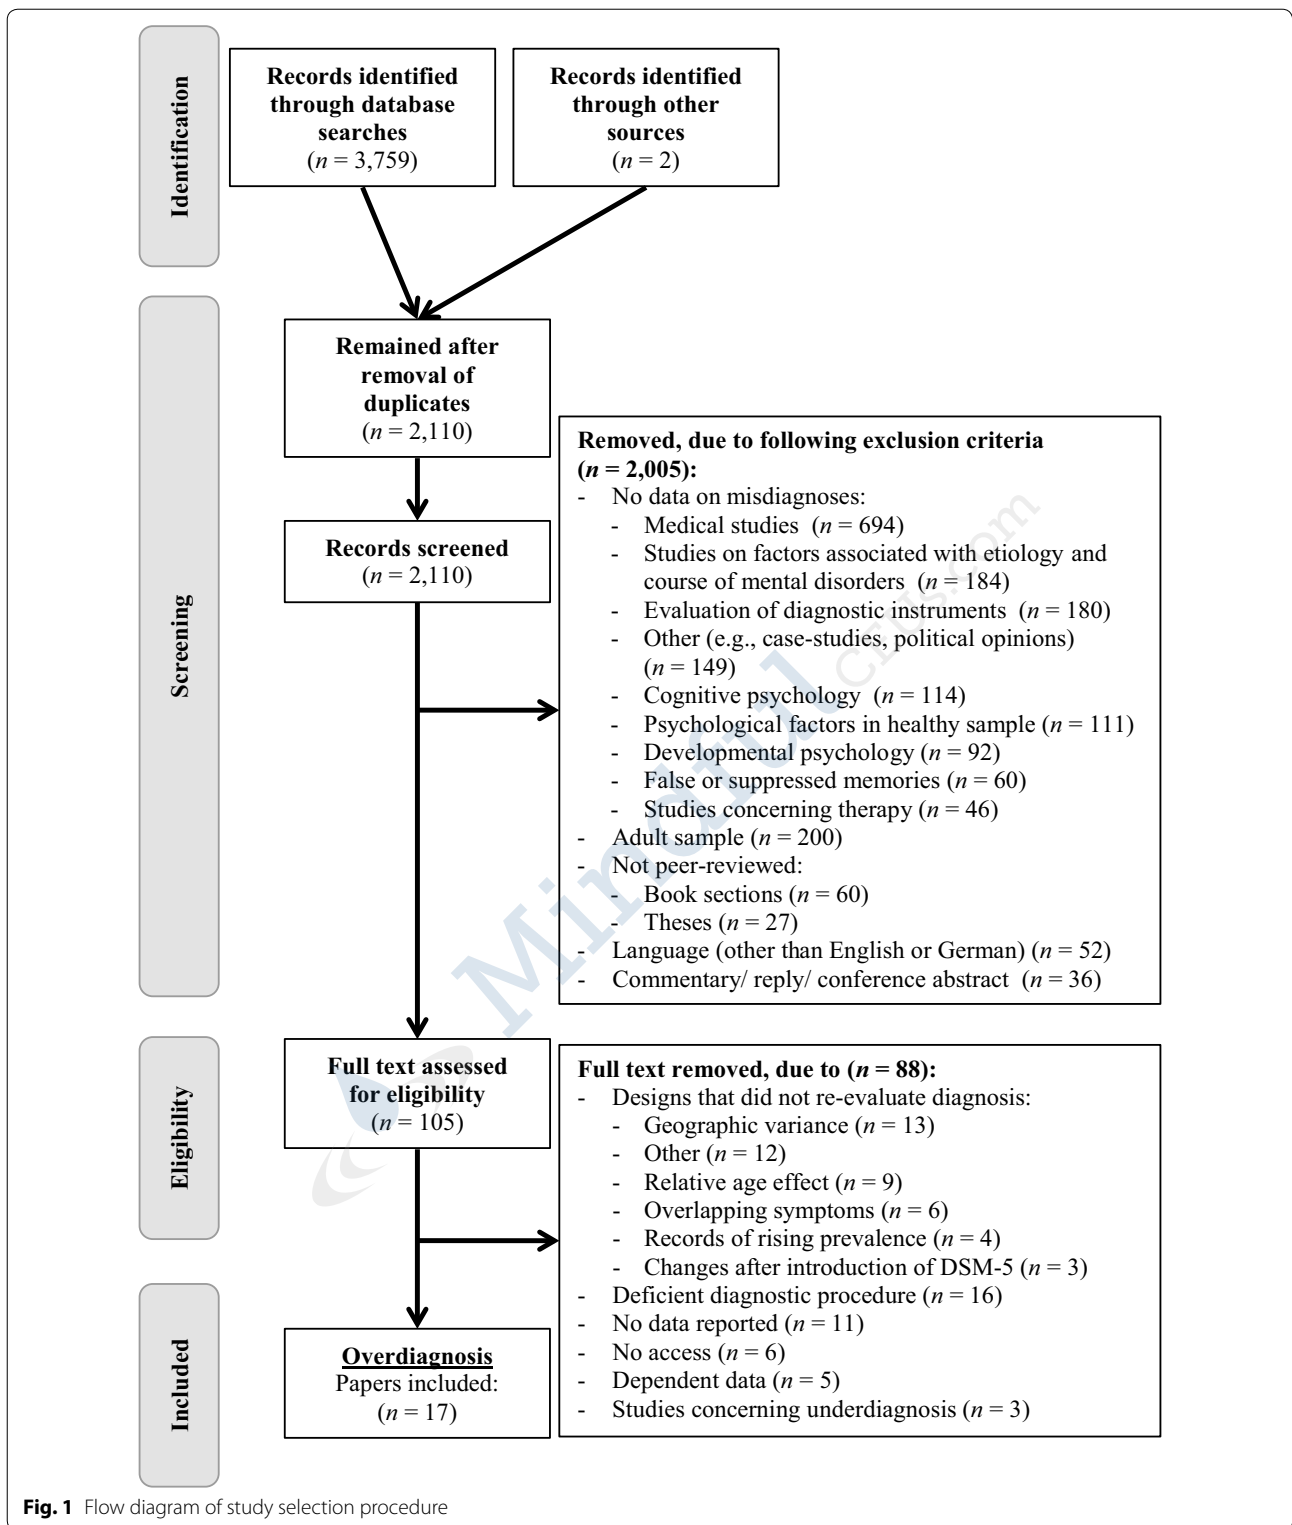 Identification
Records identified
through database
searches
(n = 3,759)
Records identified
through other
sources
(n = 2)
Screening
Remained after
removal of
duplicates
(n = 2,110)
Records screened
(n = 2,110)
Removed, due to following exclusion criteria
(n = 2,005):
- No data on misdiagnoses:
- Medical studies (n = 694)
- Studies on factors associated with etiology and
course of mental disorders (n = 184)
- Evaluation of diagnostic instruments (n = 180)
- Other (e.g., case-studies, political opinions)
(n = 149)
- Cognitive psychology (n = 114)
- Psychological factors in healthy sample (n = 111)
- Developmental psychology (n = 92)
- False or suppressed memories (n = 60)
- Studies concerning therapy (n = 46)
- Adult sample (n = 200)
- Not peer-reviewed:
- Book sections (n = 60)
- Theses (n = 27)
- Language (other than English or German) (n = 52)
- Commentary/ reply/ conference abstract (n = 36)
Eligibility
Full text assessed
for eligibility
(n = 105)
Full text removed, due to (n = 88):
- Designs that did not re-evaluate diagnosis:
- Geographic variance (n = 13)
- Other (n = 12)
- Relative age effect (n = 9)
- Overlapping symptoms (n = 6)
- Records of rising prevalence (n = 4)
- Changes after introduction of DSM-5 (n = 3)
- Deficient diagnostic procedure (n = 16)
- No data reported (n = 11)
- No access (n = 6)
- Dependent data (n = 5)
- Studies concerning underdiagnosis (n = 3)
Included
Overdiagnosis
Papers included:
(n = 17)
Mindful CEUs.com
Fig. 1 Flow diagram of study selection procedure